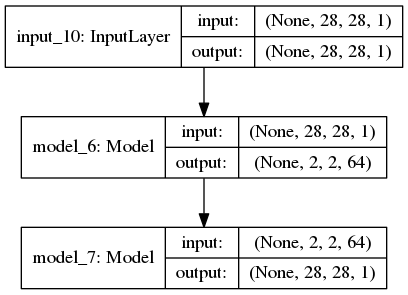 input_10: InputLayer
input: (None, 28, 28, 1)
output: (None, 28, 28, 1)
model_6: Model
input: (None, 28, 28, 1)
output: (None, 2, 2, 64)
model_7: Model
input: (None, 2, 2, 64)
output: (None, 28, 28, 1)